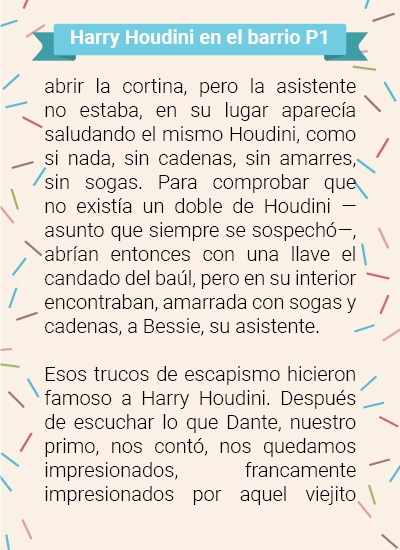 Harry Houdini en el barrio P1
abrir la cortina, pero la asistente
no estaba, en su lugar aparecía
saludando el mismo Houdini, como
si nada, sin cadenas, sin amarres,
sin sogas. Para comprobar que
no existía un doble de Houdini —
asunto que siempre se sospechó—,
abrían entonces con una llave el
candado del baúl, pero en su interior
encontraban, amarrada con sogas y
cadenas, a Bessie, su asistente.
Esos trucos de escapismo hicieron
famoso a Harry Houdini. Después
de escuchar lo que Dante, nuestro
primo, nos contó, nos quedamos
impresionados, francamente
impresionados por aquel viejito